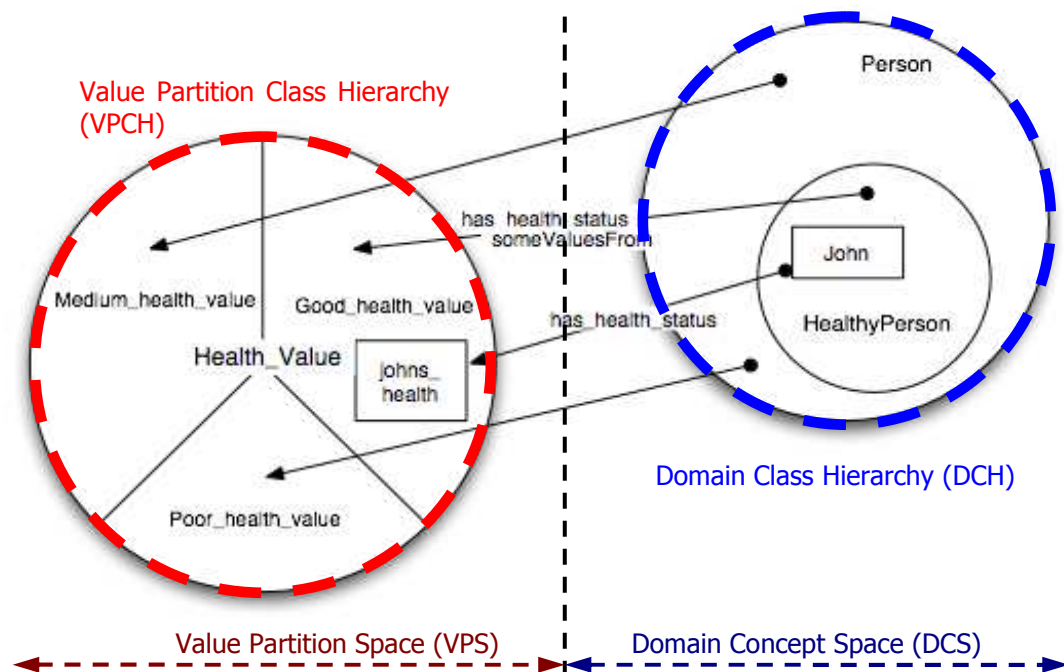 Person
Value Partition Class Hierarchy
(VPCH)
has_health_status
someValuesFrom
John
Medium_health_value
Good_health_value
has_health_status
HealthyPerson
Health_Value
johns_
health
Domain Class Hierarchy (DCH)
Poor_health_value
Value Partition Space (VPS)
Domain Concept Space (DCS)